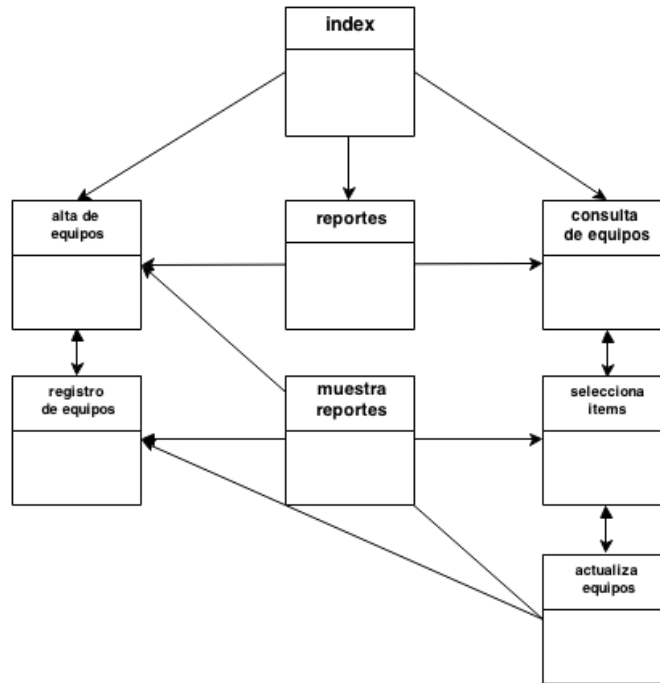 index
alta de
equipos
reportes
consulta
de equipos
registro
de equipos
muestra
reportes
selecciona
items
actualiza
equipos